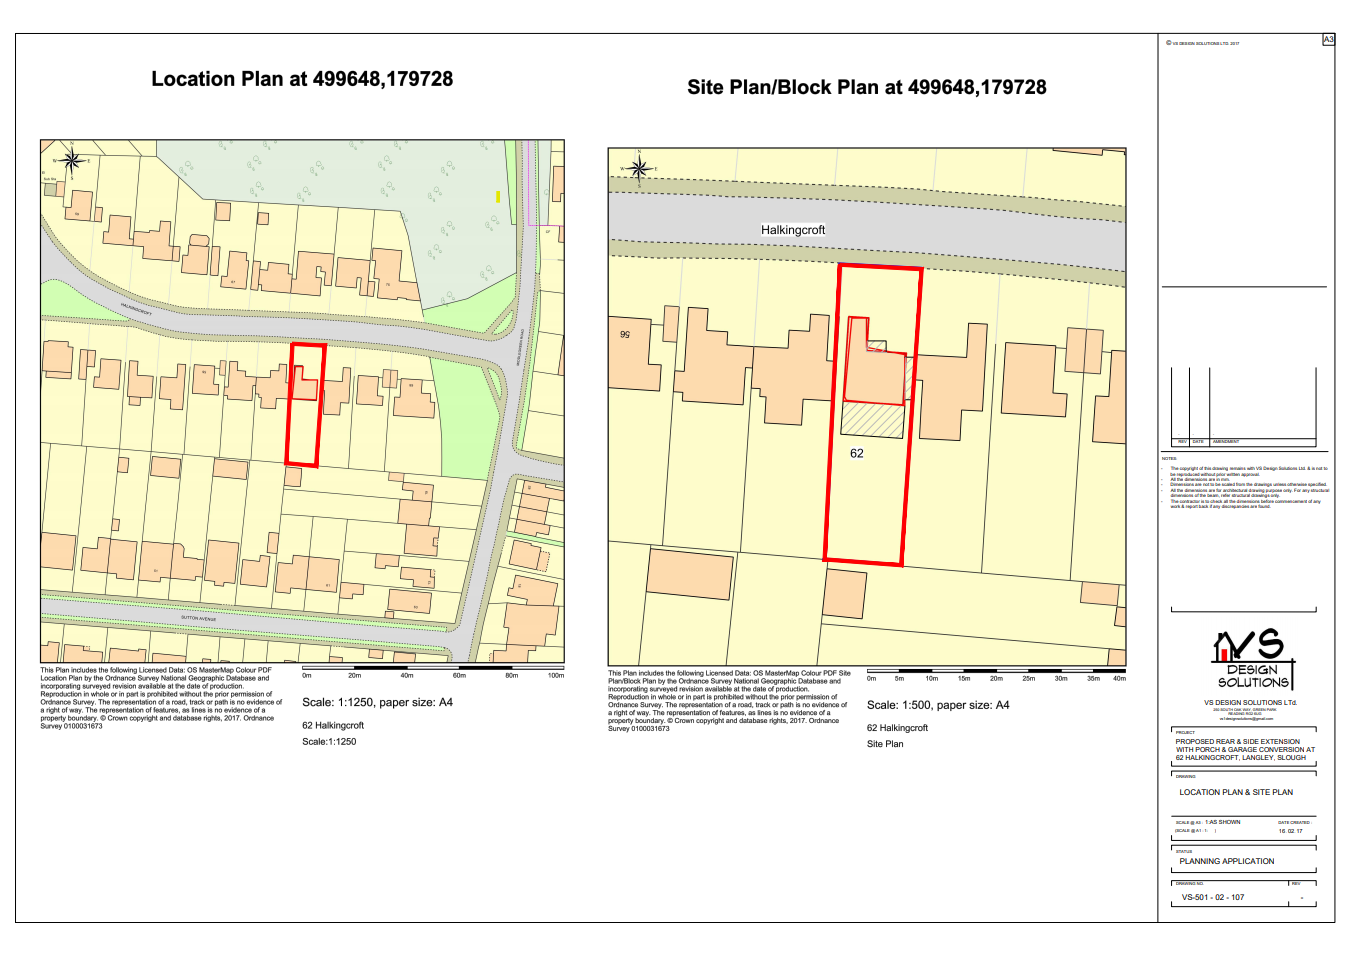 © VS DESIGN SOLUTIONS LTD 2017
A3
Location Plan at 499648,179728
Site Plan/Block Plan at 499648,179728
N
W
E
S
HALKINGCROFT
SUTTON AVENUE
N
W
E
S
Halkingcroft
56
62
This Plan includes the following Licensed Data: OS MasterMap Colour PDF
Location Plan by the Ordnance Survey National Geographic Database and
incorporating surveyed revision available at the date of production.
Reproduction in whole or in part is prohibited without the prior permission of
Ordnance Survey. The representation of a road, track or path is no evidence of
a right of way. The representation of features, as lines is no evidence of a
property boundary. © Crown copyright and database rights, 2017. Ordnance
Survey 0100031673
0m 20m 40m 60m 80m 100m
Scale: 1:1250, paper size: A4
62 Halkingcroft
Scale:1:1250
This Plan includes the following Licensed Data: OS MasterMap Colour PDF Site
Plan/Block Plan by the Ordnance Survey National Geographic Database and
incorporating surveyed revision available at the date of production.
Reproduction in whole or in part is prohibited without the prior permission of
Ordnance Survey. The representation of a road, track or path is no evidence of
a right of way. The representation of features, as lines is no evidence of a
property boundary. © Crown copyright and database rights, 2017. Ordnance
Survey 0100031673
0m 5m 10m 15m 20m 25m 30m 35m 40m
Scale: 1:500, paper size: A4
62 Halkingcroft
Site Plan
REV DATE AMENDMENT
NOTES:
- The copyright of this drawing remains with VS Design Solutions Ltd. & is not to
be reproduced without prior written approval.
- All the dimensions are in mm.
- Dimensions are not to be scaled from the drawings unless otherwise specified.
- All the dimensions are for architectural drawing purpose only. For any structural
dimensions of the beam, refer structural drawings only.
- The contractor is to check all the dimensions before commencement of any
work & report back if any discrepancies are found.
VS
DESIGN
SOLUTIONS
VS DESIGN SOLUTIONS LTd.
250 SOUTH OAK WAY, GREEN PARK
READING RG2 6UG
vs1designsolutions@gmail.com
PROJECT
PROPOSED REAR & SIDE EXTENSION
WITH PORCH & GARAGE CONVERSION AT
62 HALKINGCROFT, LANGLEY, SLOUGH
DRAWING
LOCATION PLAN & SITE PLAN
SCALE @ A3 : 1:AS SHOWN DATE CREATED :
(SCALE @ A1 : 1: ) 16. 02. 17
STATUS
PLANNING APPLICATION
DRAWING NO REV
VS-501 - 02 - 107 -